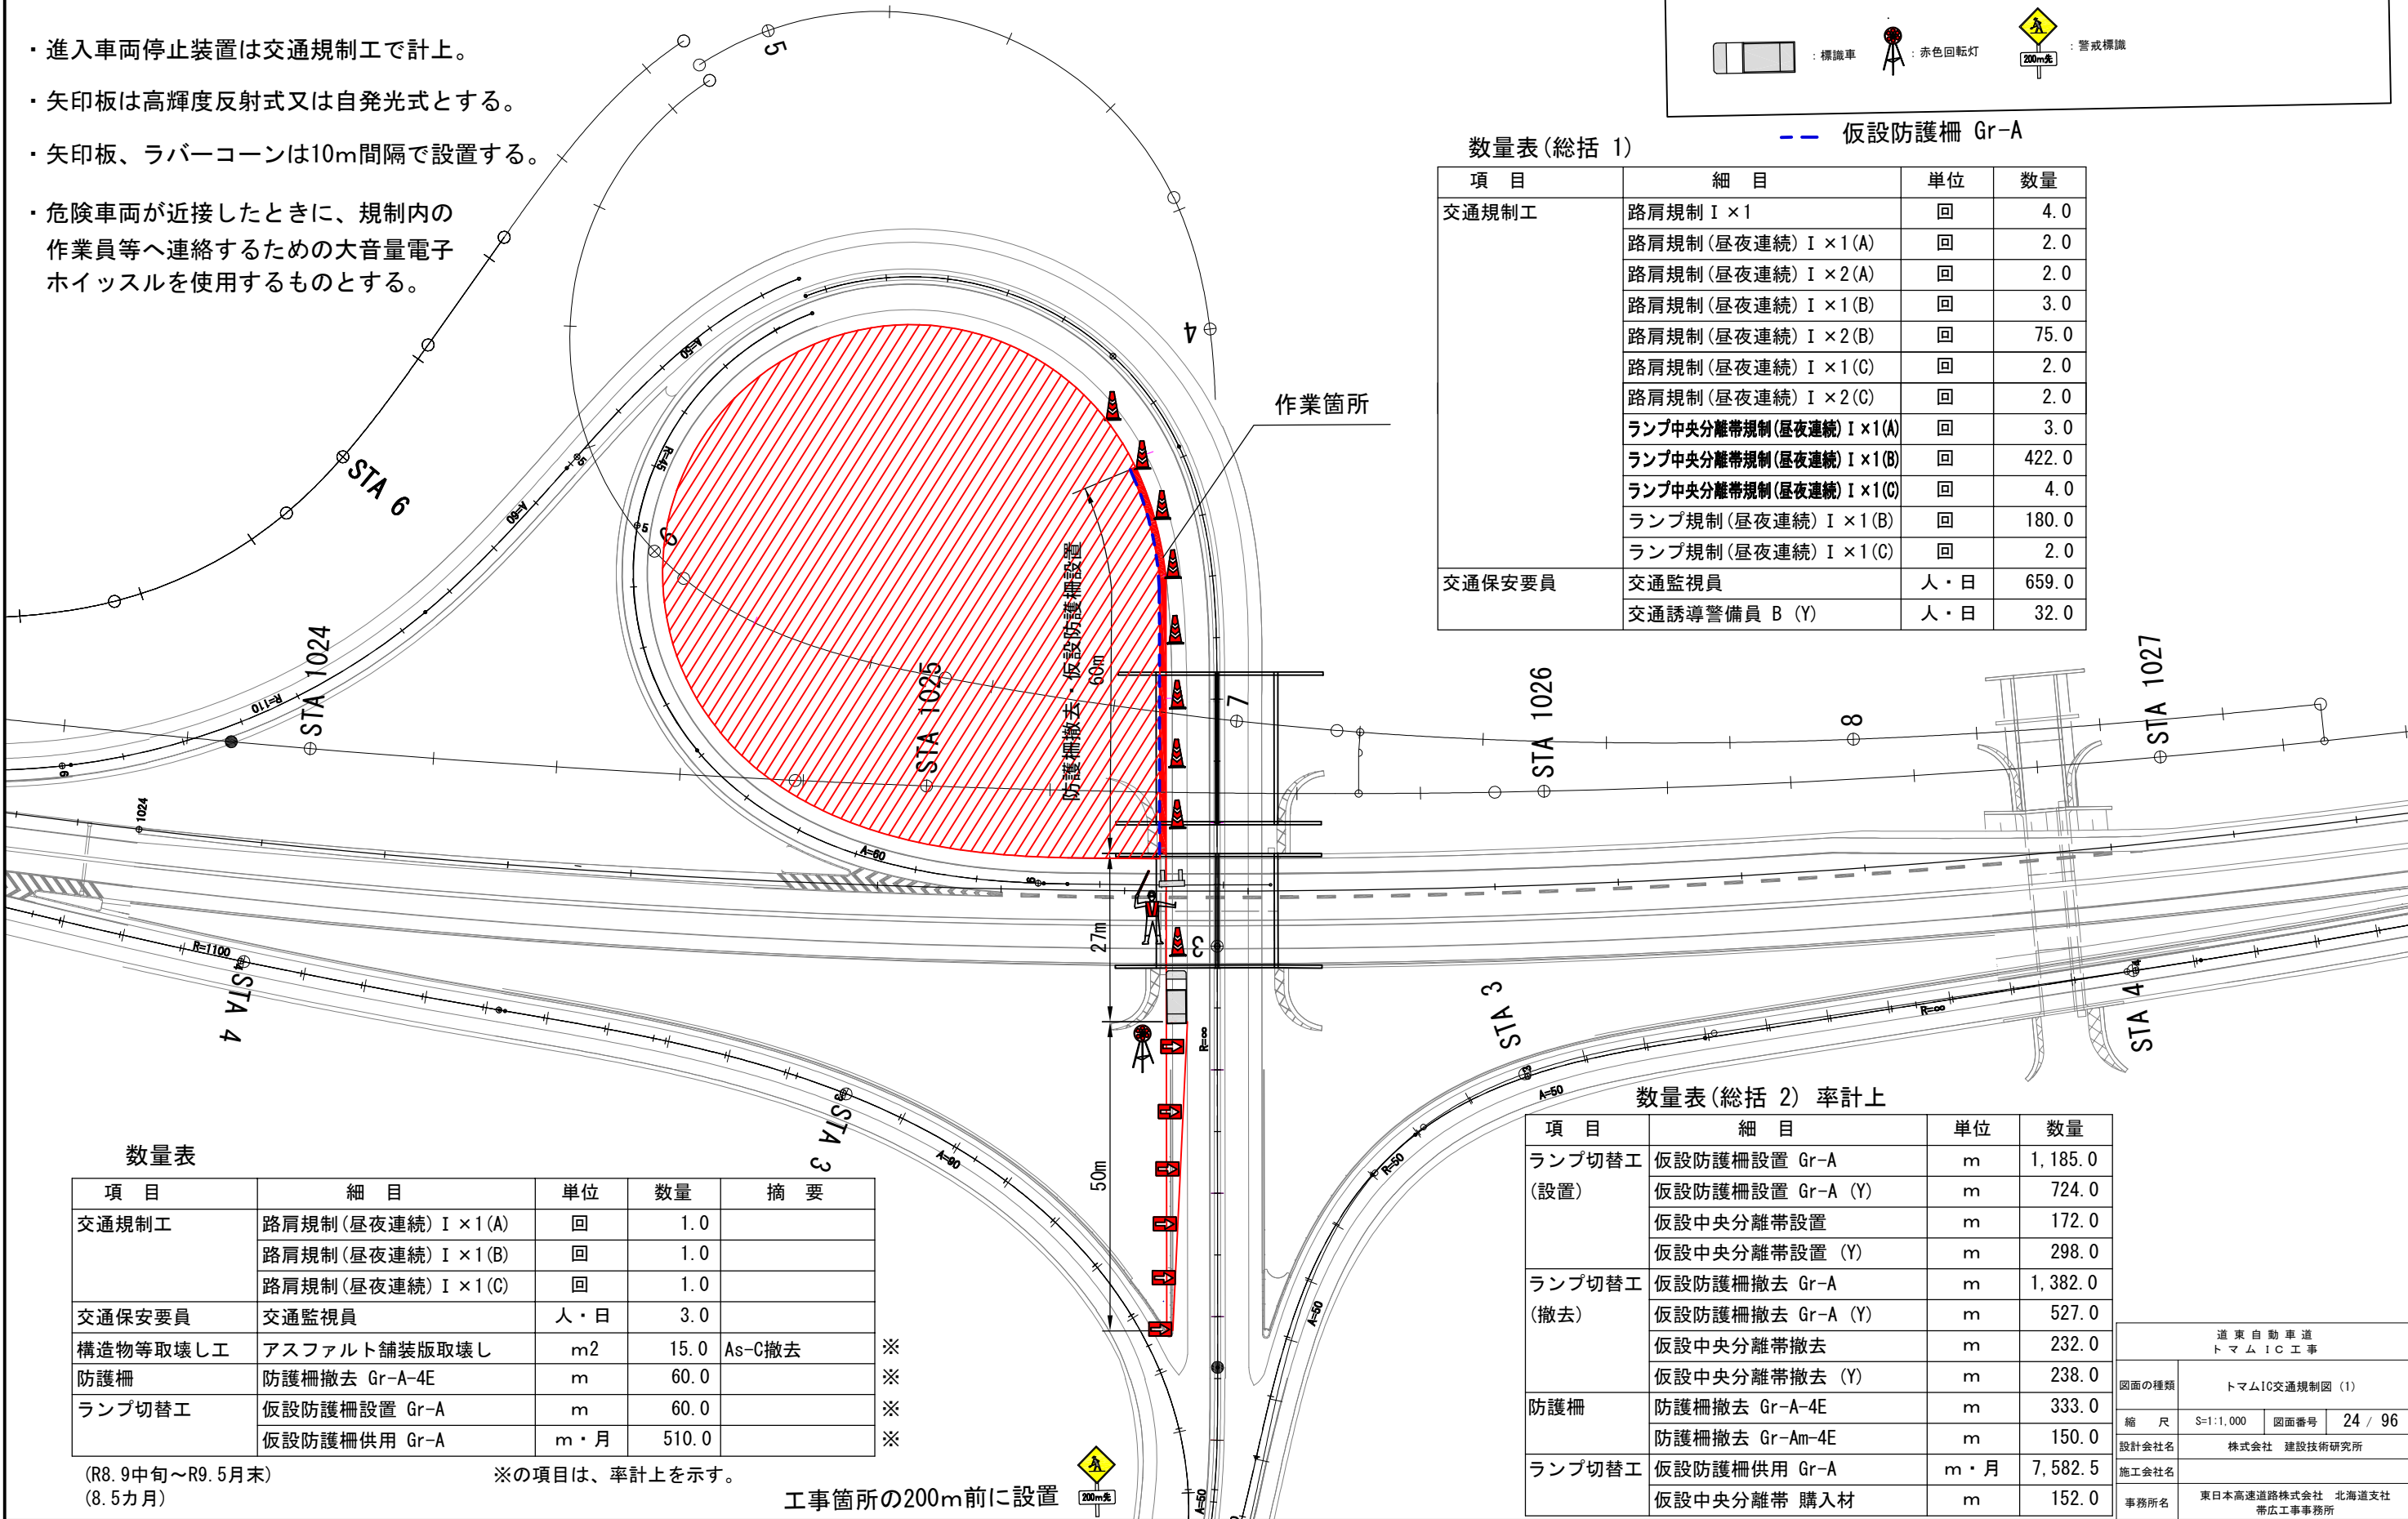 ・進入車両停止装置は交通規制工で計上。
・矢印板は高輝度反射式又は自発光式とする。
・矢印板、ラバーコーンは10m間隔で設置する。
・危険車両が近接したときに、規制内の
作業員等へ連絡するための大音量電子
ホイッスルを使用するものとする。
：標識車
：赤色回転灯
200m先
：警戒標識
仮設防護柵 Gr-A
数量表(総括 1)
項 目 細 目 単位 数量
交通規制工 路肩規制 I ×1 回 4.0
路肩規制(昼夜連続) I ×1(A) 回 2.0
路肩規制(昼夜連続) I ×2(A) 回 2.0
路肩規制(昼夜連続) I ×1(B) 回 3.0
路肩規制(昼夜連続) I ×2(B) 回 75.0
路肩規制(昼夜連続) I ×1(C) 回 2.0
路肩規制(昼夜連続) I ×2(C) 回 2.0
ランプ中央分離帯規制(昼夜連続) I ×1(A) 回 3.0
ランプ中央分離帯規制(昼夜連続) I ×1(B) 回 422.0
ランプ中央分離帯規制(昼夜連続) I ×1(C) 回 4.0
ランプ規制(昼夜連続) I ×1(B) 回 180.0
ランプ規制(昼夜連続) I ×1(C) 回 2.0
交通保安要員 交通監視員 人・日 659.0
交通誘導警備員 B (Y) 人・日 32.0
5
4
作業箇所
A=50
R=45
STA 6
5
A=60
5
6
防護柵撤去・仮設防護柵設置
60m
STA 1024
R=110
STA 1025
7
STA 1026
8
STA 1027
6
1024
A=60
6
27m
3
R=1100
STA 4
STA 3
STA 4
R=∞
R=∞
STA 3
A=90
50m
A=50
R=50
A=50
A=50
数量表
項 目 細 目 単位 数量 摘 要
交通規制工 路肩規制(昼夜連続) I ×1(A) 回 1.0
路肩規制(昼夜連続) I ×1(B) 回 1.0
路肩規制(昼夜連続) I ×1(C) 回 1.0
交通保安要員 交通監視員 人・日 3.0
構造物等取壊し工 アスファルト舗装版取壊し m2 15.0 As-C撤去 ※
防護柵 防護柵撤去 Gr-A-4E m 60.0 ※
ランプ切替工 仮設防護柵設置 Gr-A m 60.0 ※
仮設防護柵供用 Gr-A m・月 510.0 ※
(R8.9中旬～R9.5月末)
(8.5カ月)
※の項目は、率計上を示す。
工事箇所の200m前に設置
200m先
数量表(総括 2) 率計上
項 目 細 目 単位 数量
ランプ切替工 仮設防護柵設置 Gr-A m 1,185.0
(設置) 仮設防護柵設置 Gr-A (Y) m 724.0
仮設中央分離帯設置 m 172.0
仮設中央分離帯設置 (Y) m 298.0
ランプ切替工 仮設防護柵撤去 Gr-A m 1,382.0
(撤去) 仮設防護柵撤去 Gr-A (Y) m 527.0
仮設中央分離帯撤去 m 232.0
仮設中央分離帯撤去 (Y) m 238.0
防護柵 防護柵撤去 Gr-A-4E m 333.0
防護柵撤去 Gr-Am-4E m 150.0
ランプ切替工 仮設防護柵供用 Gr-A m・月 7,582.5
仮設中央分離帯 購入材 m 152.0
道東自動車道
トマムIC工事
図面の種類 トマムIC交通規制図 (1)
縮 尺 S=1:1,000 図面番号 24 / 96
設計会社名 株式会社 建設技術研究所
施工会社名
事務所名 東日本高速道路株式会社 北海道支社
帯広工事事務所